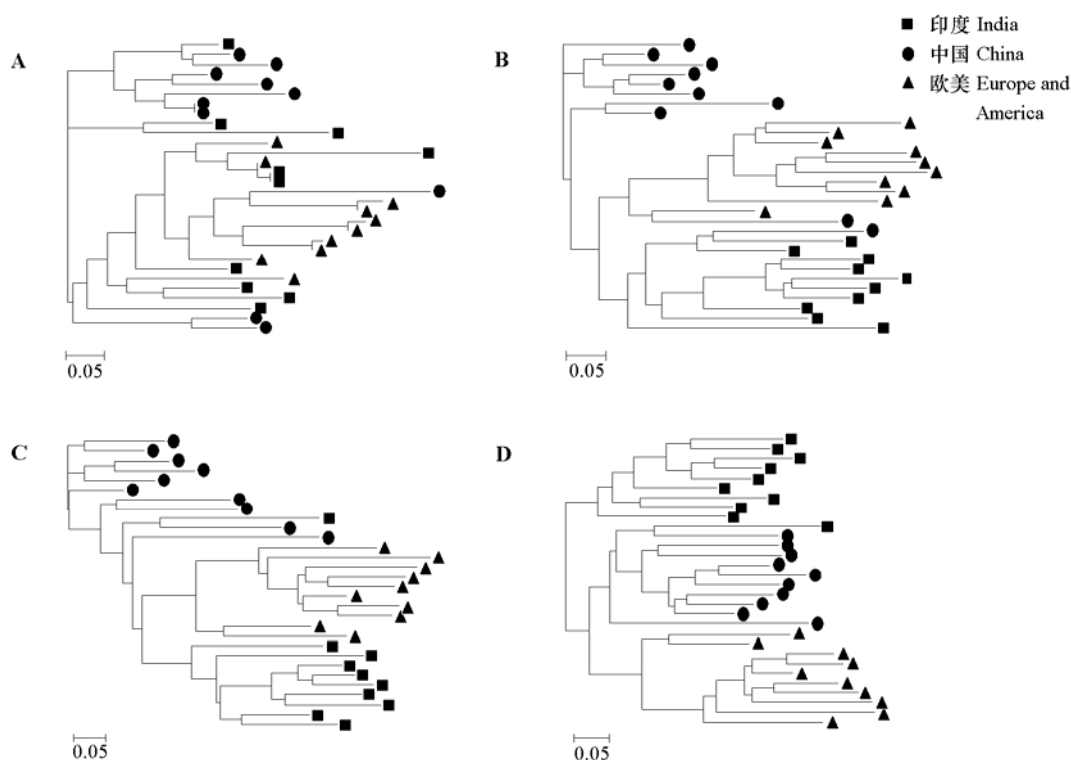 A
B
印度 India
中国 China
欧美 Europe and
America
0.05
0.05
C
D
0.05
0.05